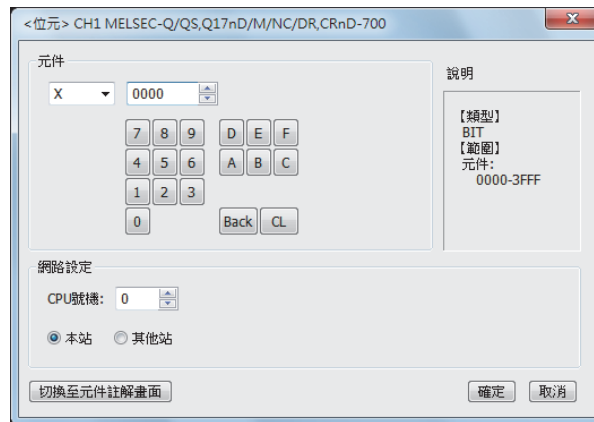 <位元> CH1 MELSEC-Q/QS,Q17nD/M/NC/DR,CRnD-700
元件
X 0000
7 8 9 D E F
4 5 6 A B C
1 2 3
0 Back CL
說明
【類型】
BIT
【範圍】
元件:
0000-3FFF
網路設定
CPU號機: 0
本站 其他站
切換至元件註解畫面 確定 取消